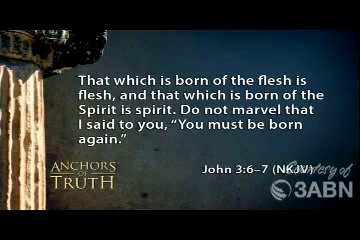 That which is born of the flesh is
flesh, and that which is born of the
Spirit is spirit. Do not marvel that
I said to you, “You must be born
again.”
John 3:6–7 (NKJV)
ANCHORS
OF
TRUTH
Courtesy of
3ABN